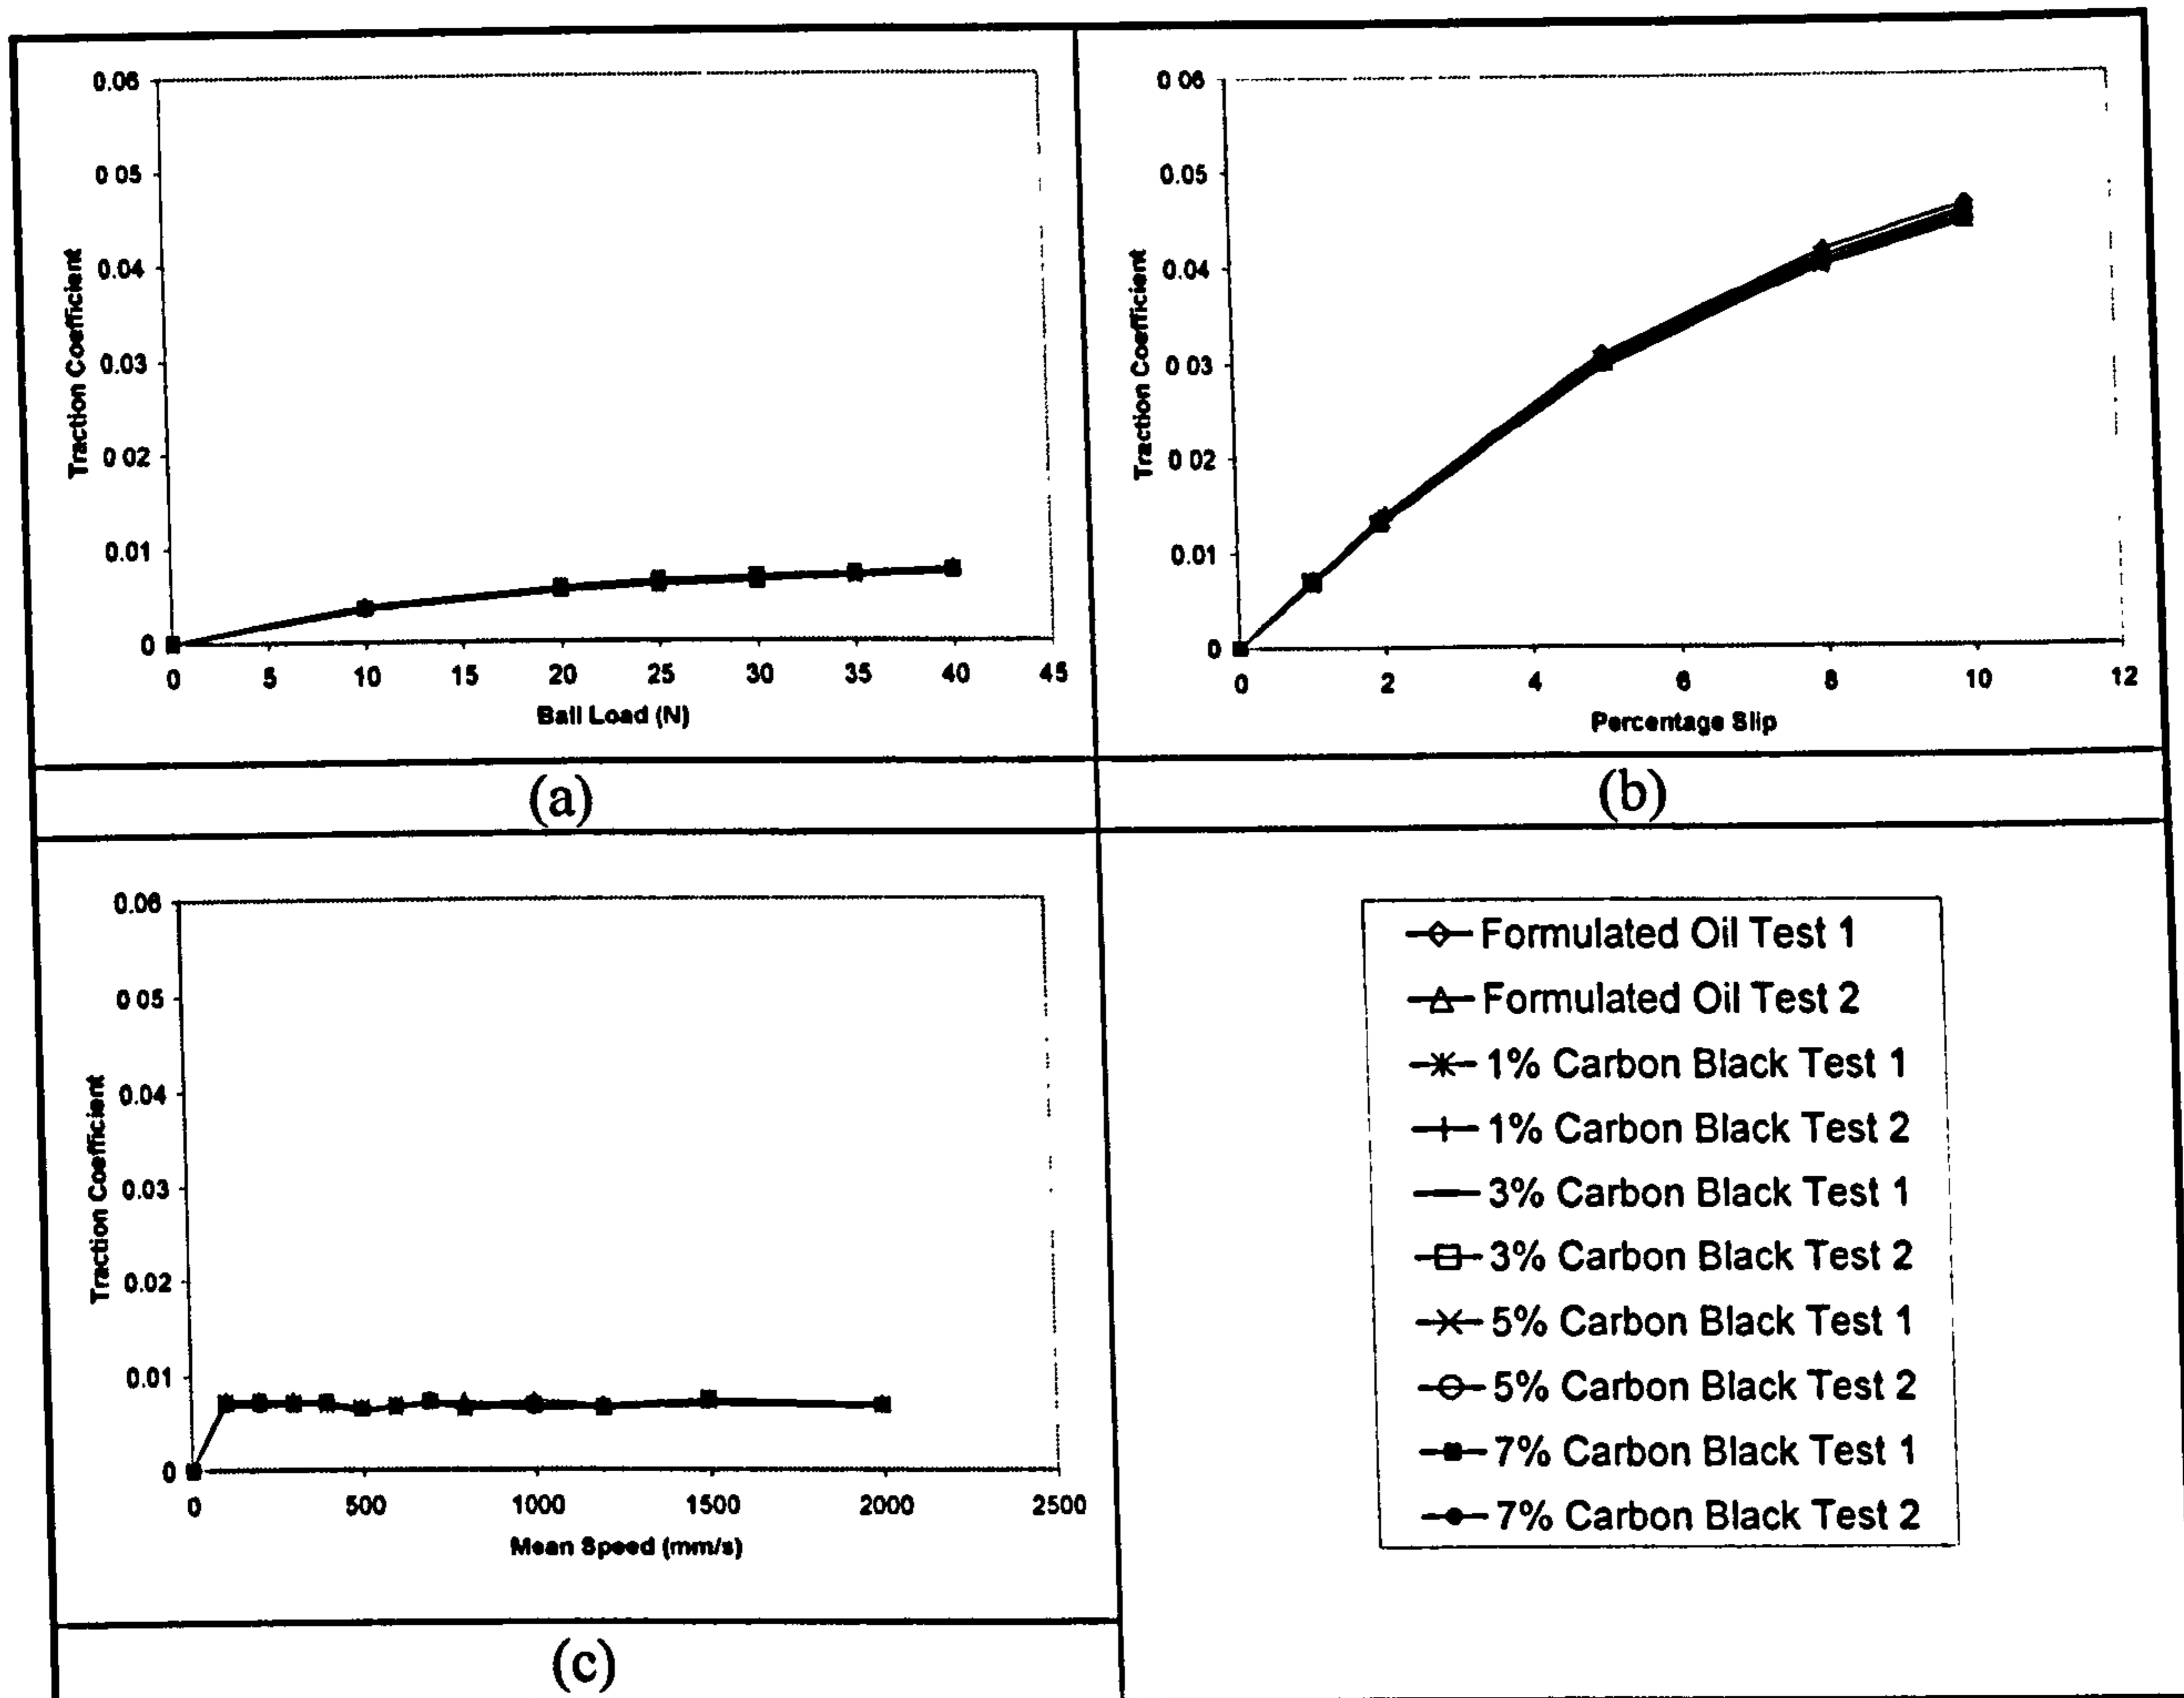 0.06
0 05
0.04
0.03
0 02
0.01
0
Traction Coefficient
0 5 10 15 20 25 30 35 40 45
Ball Load (N)
(a)
0 06
0.05
0.04
0 03
0 02
0.01
0
Traction Coefficient
0 2 4 6 8 10 12
Percentage Slip
(b)
0.06
0 05
0.04
0.03
0.02
0.01
0
Traction Coefficient
0 500 1000 1500 2000 2500
Mean Speed (mm/s)
(c)
Formulated Oil Test 1
Formulated Oil Test 2
1% Carbon Black Test 1
1% Carbon Black Test 2
3% Carbon Black Test 1
3% Carbon Black Test 2
5% Carbon Black Test 1
5% Carbon Black Test 2
7% Carbon Black Test 1
7% Carbon Black Test 2